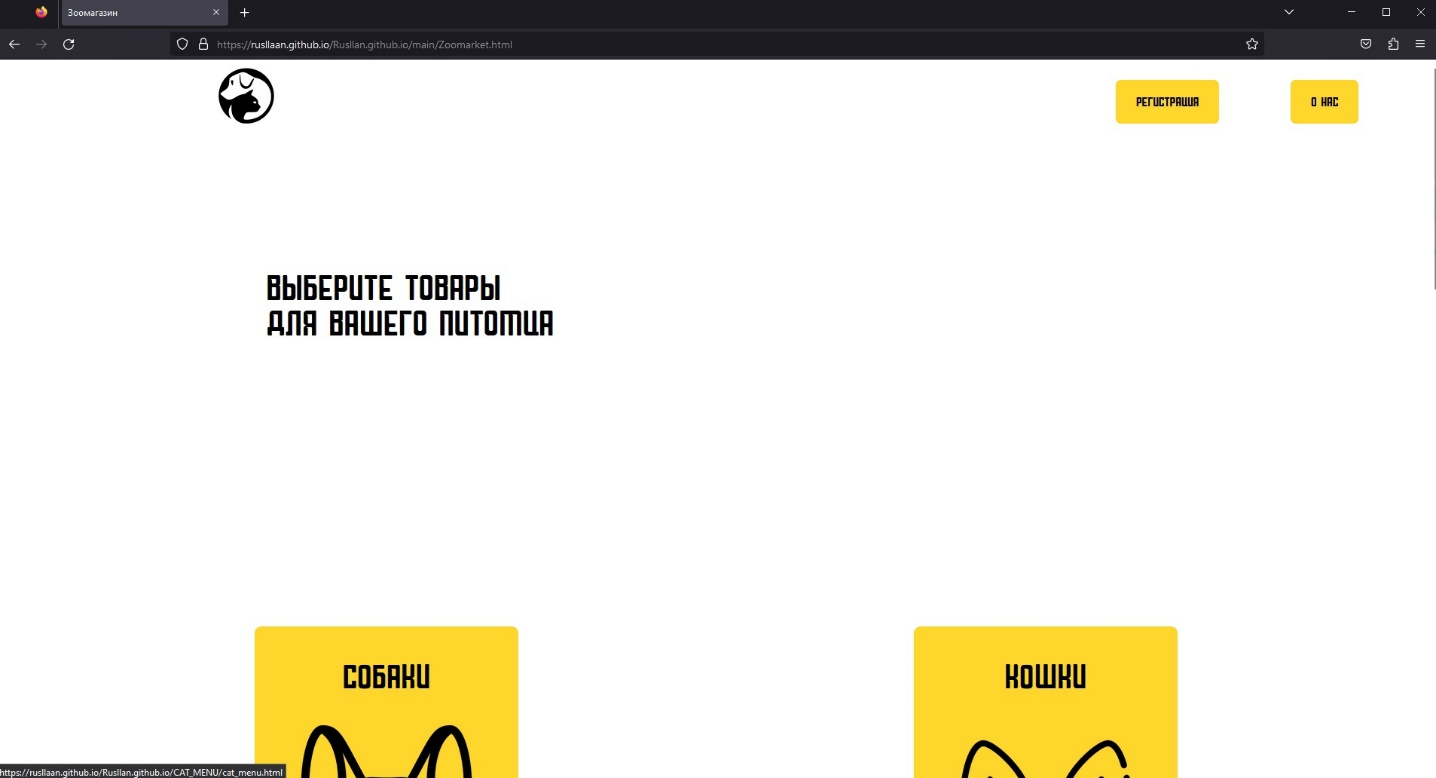 Зоомагазин
https://rusllaan.github.io/Rusllan.github.io/main/Zoomarket.html
РЕГИСТРАЦИЯ
О НАС
ВЫБЕРИТЕ ТОВАРЫ
ДЛЯ ВАШЕГО ПИТОМЦА
СОБАКИ
КОШКИ
https://rusllaan.github.io/Rusllan.github.io/CAT_MENU/cat_menu.html